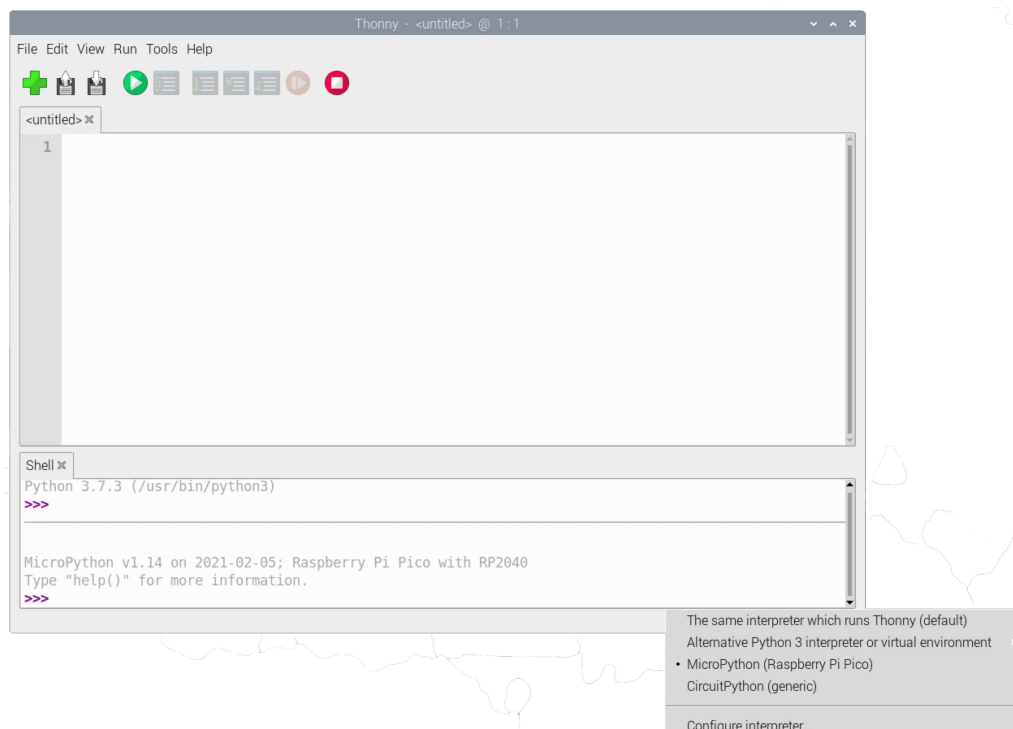 Thonny - <untitled> @ 1:1
File Edit View Run Tools Help
<untitled>
1
Shell
Python 3.7.3 (/usr/bin/python3)
>>>
MicroPython v1.14 on 2021-02-05; Raspberry Pi Pico with RP2040
Type "help()" for more information.
>>>
The same interpreter which runs Thonny (default)
Alternative Python 3 interpreter or virtual environment
• MicroPython (Raspberry Pi Pico)
CircuitPython (generic)
Configure interpreter